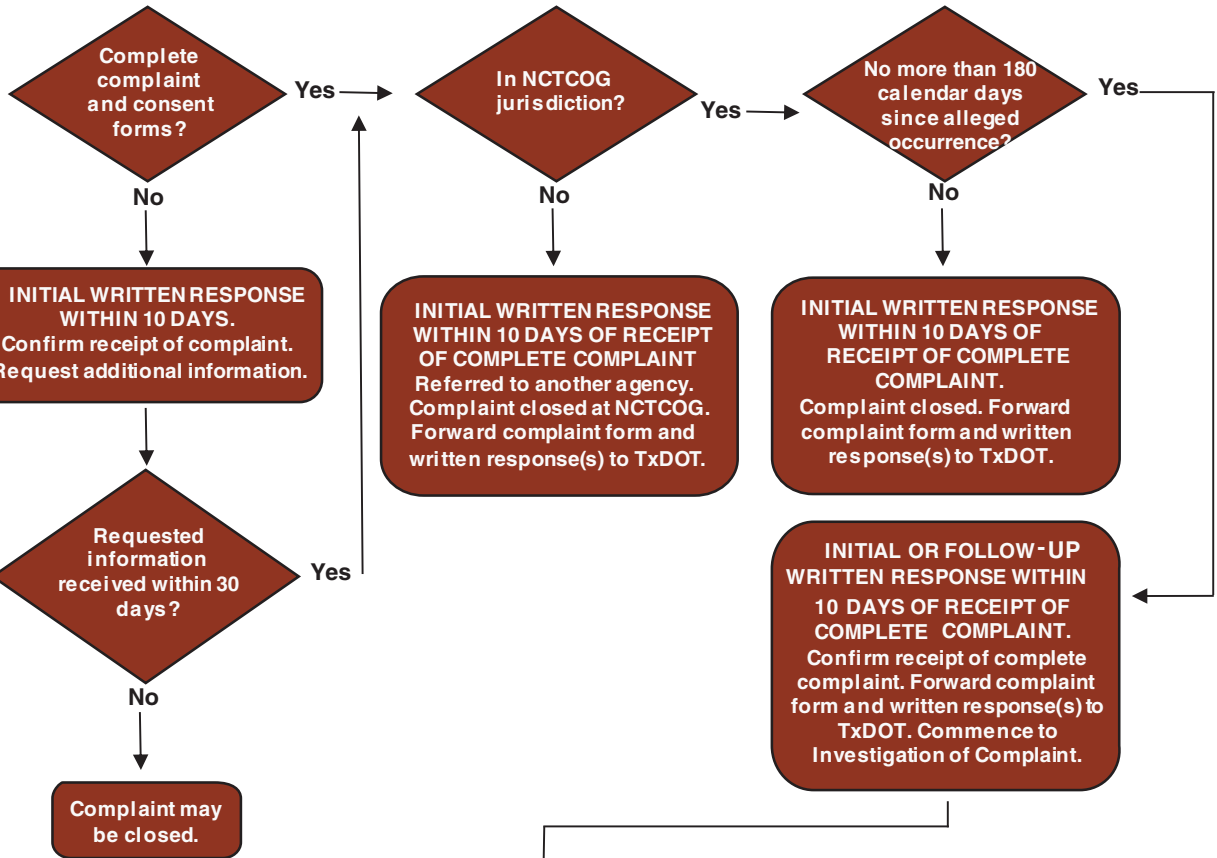 Complete
complaint
and consent
forms?
Yes
In NCTCOG
jurisdiction?
Yes
No more than 180
calendar days
since alleged
occurrence?
Yes
No
No
No
INITIAL WRITTEN RESPONSE
WITHIN 10 DAYS.
Confirm receipt of complaint.
Request additional information.
INITIAL WRITTEN RESPONSE
WITHIN 10 DAYS OF RECEIPT
OF COMPLETE COMPLAINT
Referred to another agency.
Complaint closed at NCTCOG.
Forward complaint form and
written response(s) to TxDOT.
INITIAL WRITTEN RESPONSE
WITHIN 10 DAYS OF
RECEIPT OF COMPLETE
COMPLAINT.
Complaint closed. Forward
complaint form and written
response(s) to TxDOT.
Requested
information
received within 30
days?
Yes
No
Complaint may
be closed.
INITIAL OR FOLLOW-UP
WRITTEN RESPONSE WITHIN
10 DAYS OF RECEIPT OF
COMPLETE COMPLAINT.
Confirm receipt of complete
complaint. Forward complaint
form and written response(s) to
TxDOT. Commence to
Investigation of Complaint.